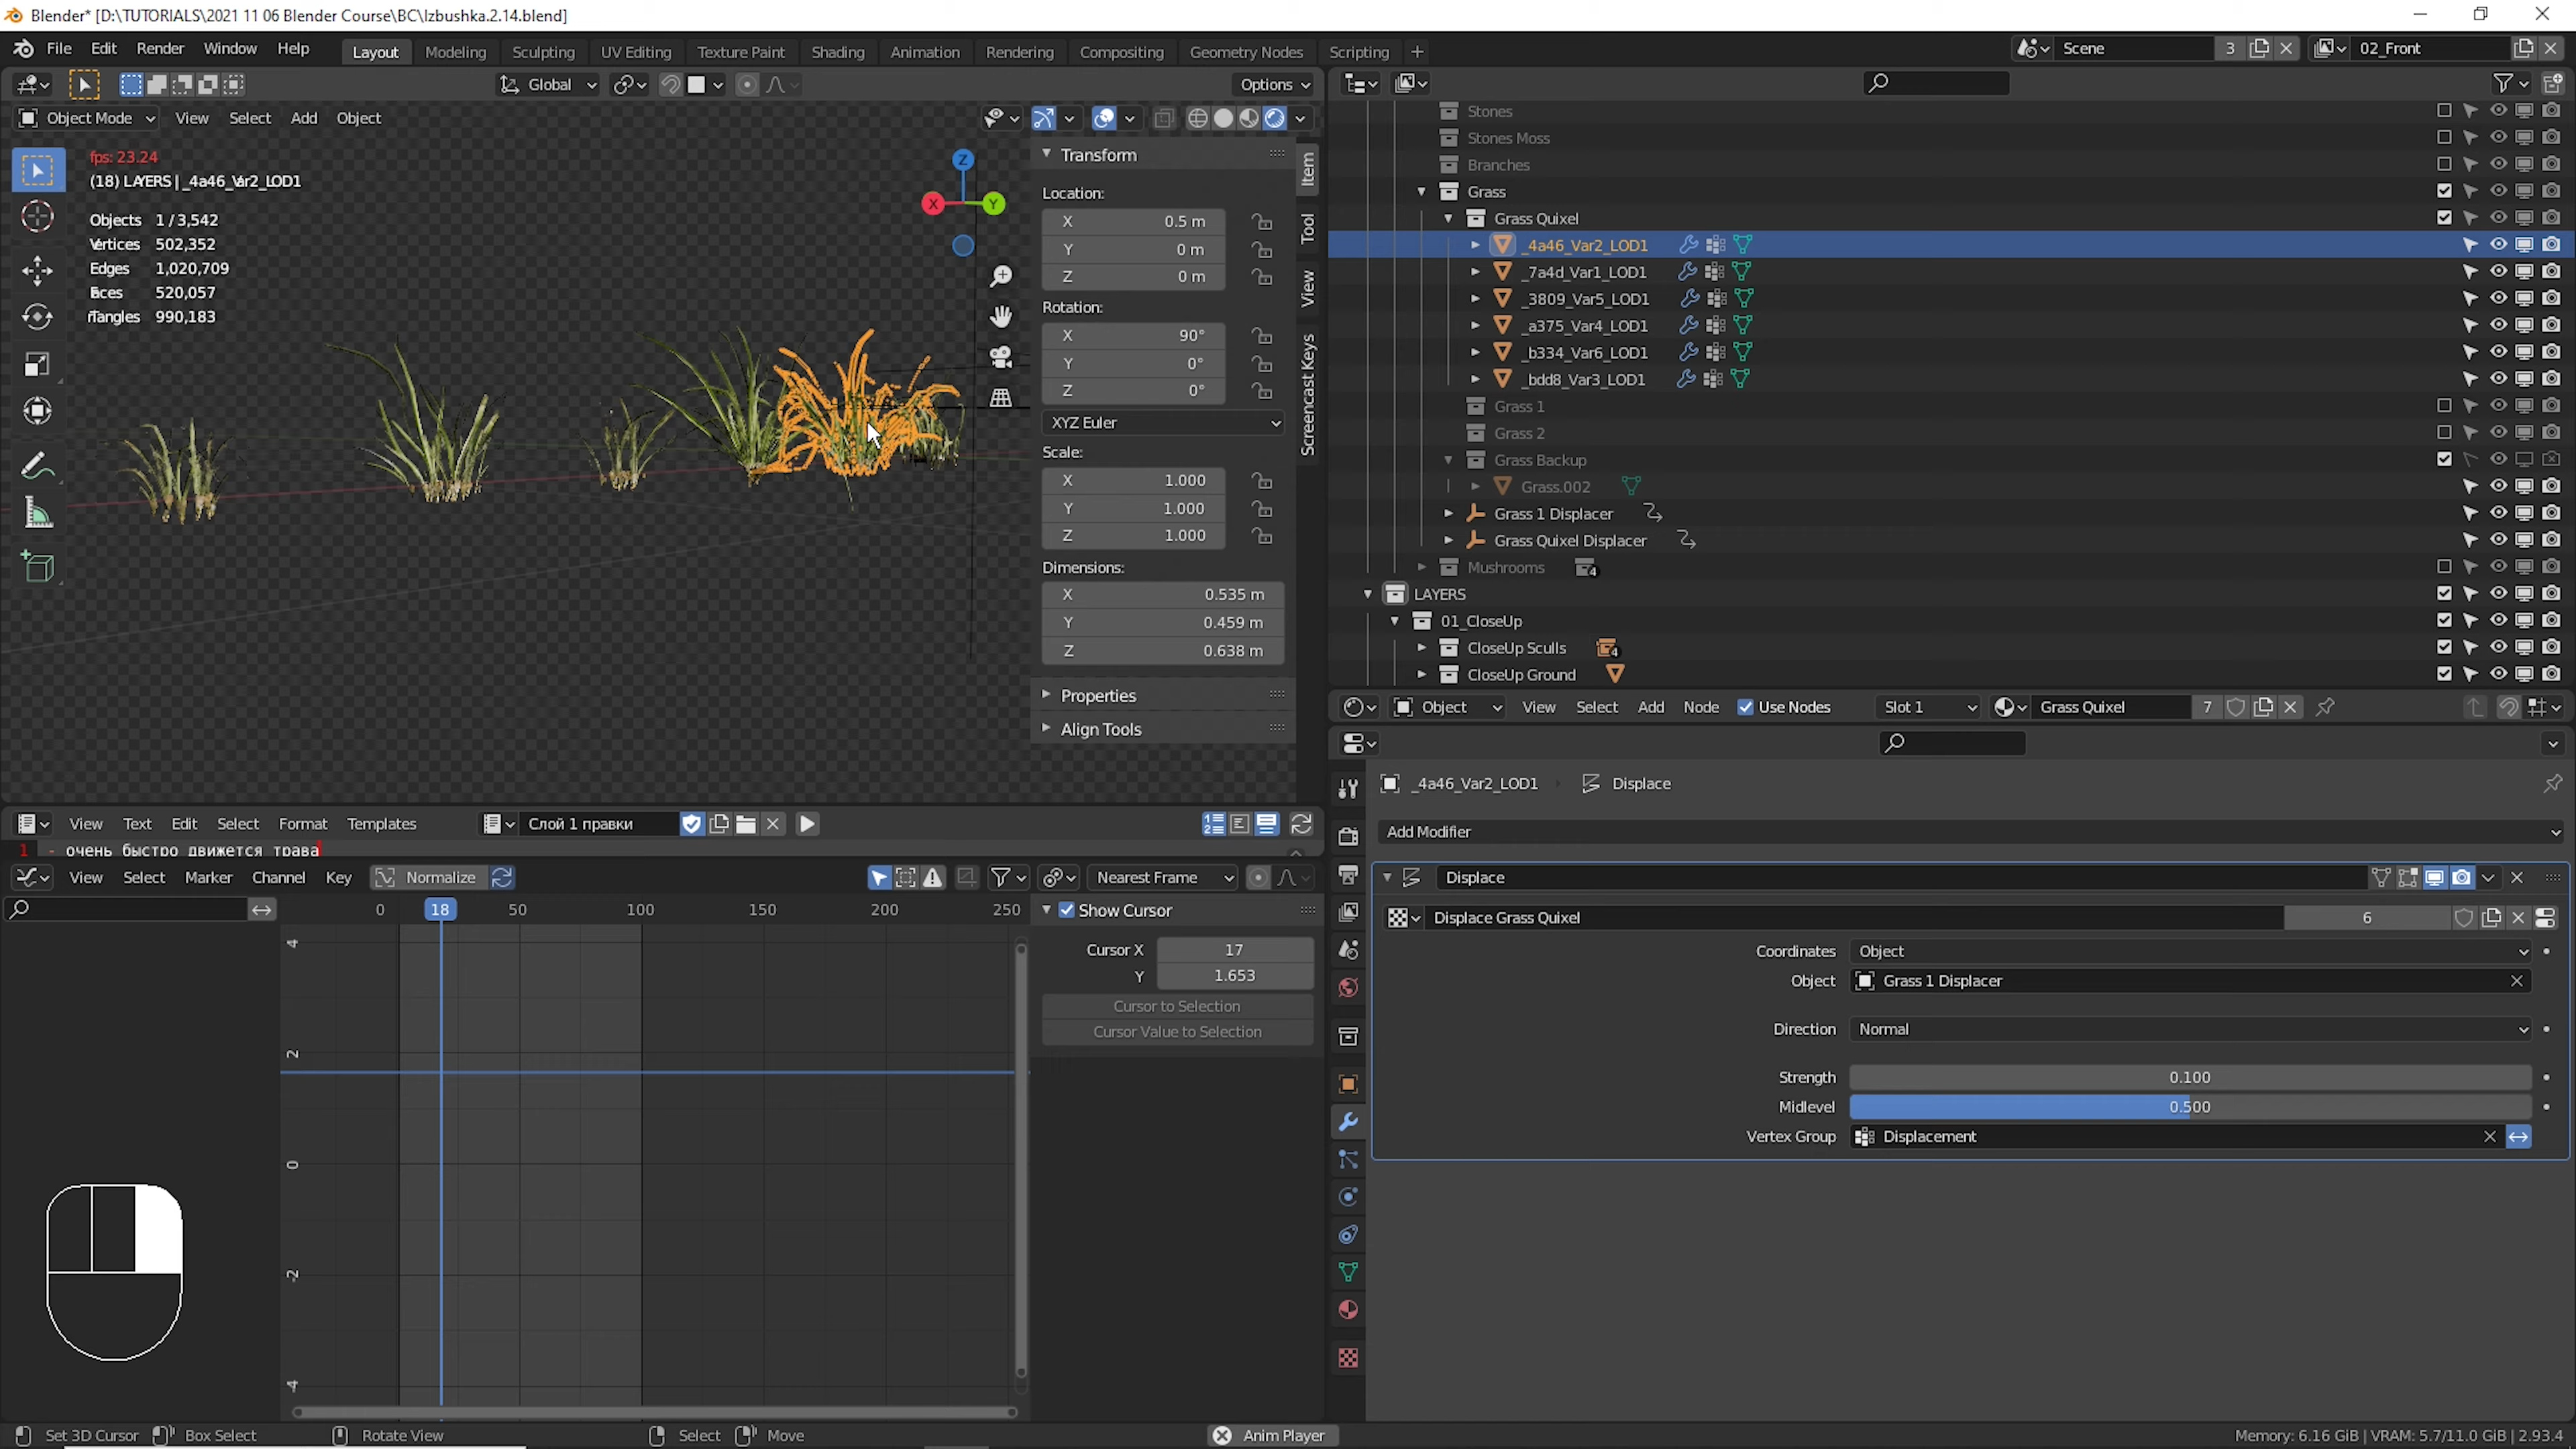 Blender* [D:\TUTORIALS\2021 11 06 Blender Course\BC\Izbushka.2.14.blend]
File Edit Render Window Help Layout Modeling Sculpting UV Editing Texture Paint Shading Animation Rendering Compositing Geometry Nodes Scripting + Scene 3 02_Front
Global Options
Object Mode View Select Add Object
fps: 23.24
(18) LAYERS | _4a46_Var2_LOD1
Objects 1 / 3,542
Vertices 502,352
Edges 1,020,709
Faces 520,057
Triangles 990,183
Z
X
Y
Transform
Location:
X 0.5 m
Y 0 m
Z 0 m
Rotation:
X 90°
Y 0°
Z 0°
XYZ Euler
Scale:
X 1.000
Y 1.000
Z 1.000
Dimensions:
X 0.535 m
Y 0.459 m
Z 0.638 m
Properties
Align Tools
Item
Tool
View
Screencast Keys
Stones
Stones Moss
Branches
Grass
Grass Quixel
_4a46_Var2_LOD1
_7a4d_Var1_LOD1
_3809_Var5_LOD1
_a375_Var4_LOD1
_b334_Var6_LOD1
_bdd8_Var3_LOD1
Grass 1
Grass 2
Grass Backup
Grass.002
Grass 1 Displacer
Grass Quixel Displacer
Mushrooms 4
LAYERS
01_CloseUp
CloseUp Sculls 4
CloseUp Ground
Object View Select Add Node Use Nodes Slot 1 Grass Quixel 7
_4a46_Var2_LOD1 Displace
Add Modifier
Displace
Displace Grass Quixel 6
Coordinates Object
Object Grass 1 Displacer
Direction Normal
Strength 0.100
Midlevel 0.500
Vertex Group Displacement
View Text Edit Select Format Templates Слой 1 правки
1 - очень быстро движется трава
View Select Marker Channel Key Normalize Nearest Frame
0 18 50 100 150 200 250
4
2
0
-2
-4
Show Cursor
Cursor X 17
Y 1.653
Cursor to Selection
Cursor Value to Selection
Set 3D Cursor Box Select Rotate View Select Move Anim Player Memory: 6.16 GiB | VRAM: 5.7/11.0 GiB | 2.93.4